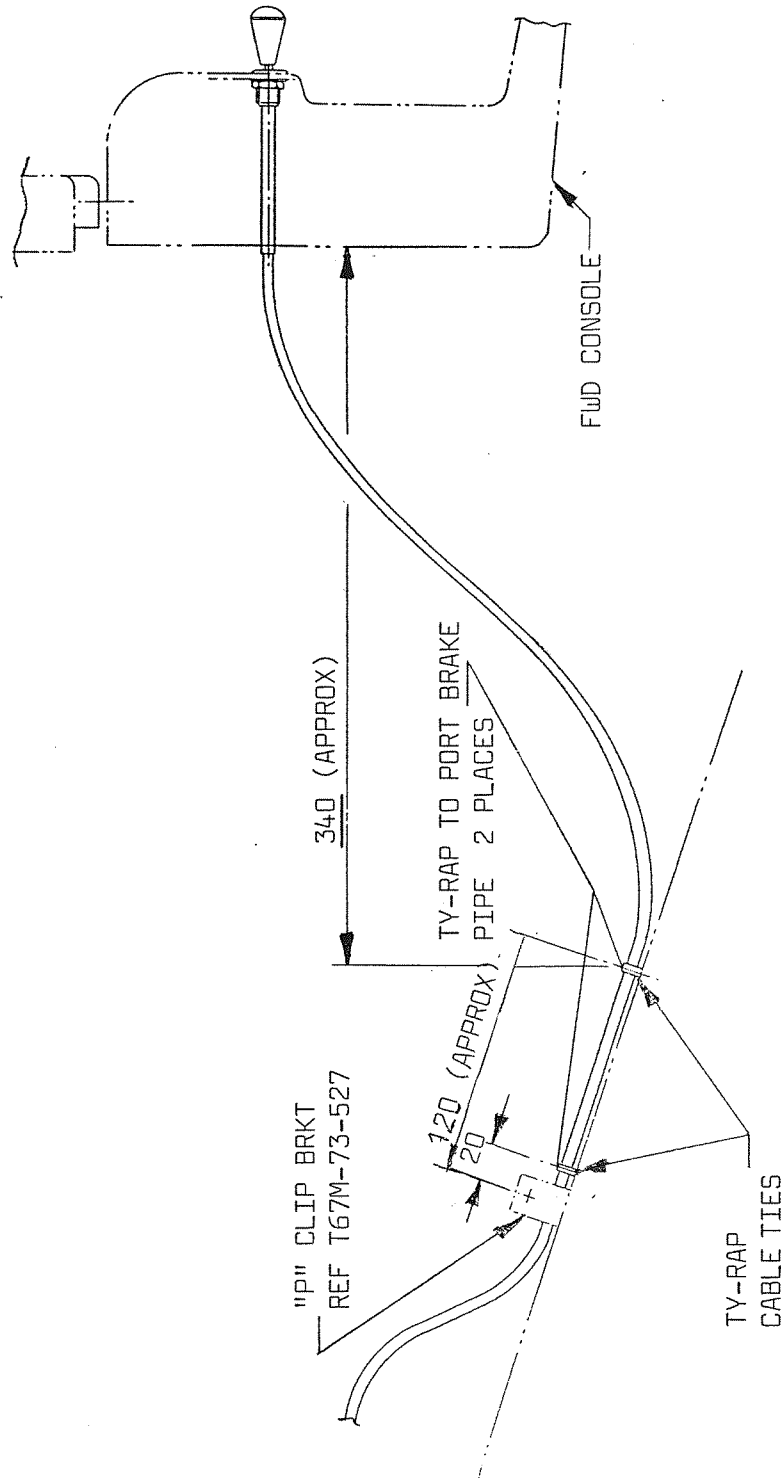 "P" CLIP BRKT
REF T67M-73-527
20
120 (APPROX)
340 (APPROX)
TY-RAP TO PORT BRAKE
PIPE 2 PLACES
FWD CONSOLE
TY-RAP
CABLE TIES